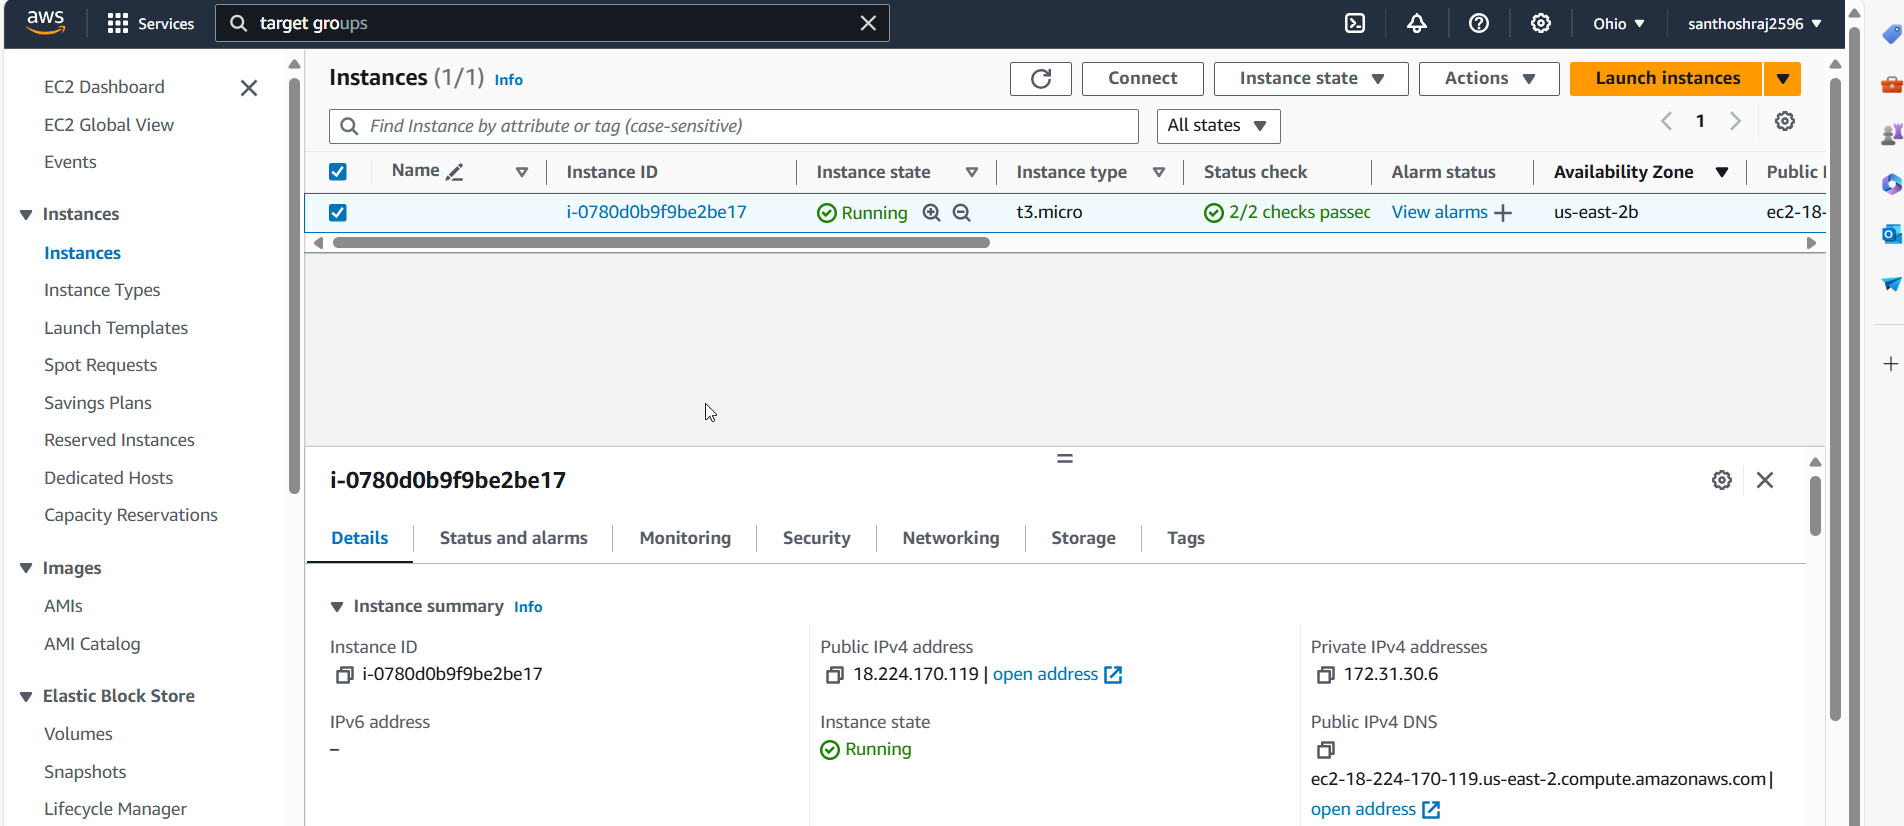 aws Services target groups Ohio santhoshraj2596
EC2 Dashboard
EC2 Global View
Events
Instances
Instances
Instance Types
Launch Templates
Spot Requests
Savings Plans
Reserved Instances
Dedicated Hosts
Capacity Reservations
Images
AMIs
AMI Catalog
Elastic Block Store
Volumes
Snapshots
Lifecycle Manager
Instances (1/1) Info Connect Instance state Actions Launch instances
Find Instance by attribute or tag (case-sensitive) All states 1
Name Instance ID Instance state Instance type Status check Alarm status Availability Zone Public
i-0780d0b9f9be2be17 Running t3.micro 2/2 checks passed View alarms + us-east-2b ec2-18-
i-0780d0b9f9be2be17
Details Status and alarms Monitoring Security Networking Storage Tags
Instance summary Info
Instance ID
i-0780d0b9f9be2be17
Public IPv4 address
18.224.170.119 | open address
Private IPv4 addresses
172.31.30.6
IPv6 address
–
Instance state
Running
Public IPv4 DNS
ec2-18-224-170-119.us-east-2.compute.amazonaws.com |
open address